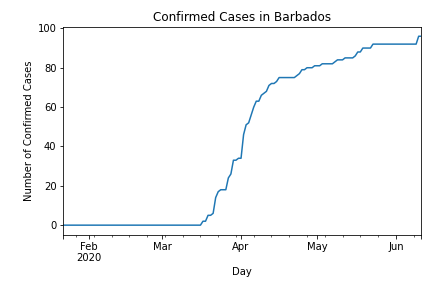 Confirmed Cases in Barbados
100
80
60
40
20
0
Number of Confirmed Cases
Feb Mar Apr May Jun
2020
Day